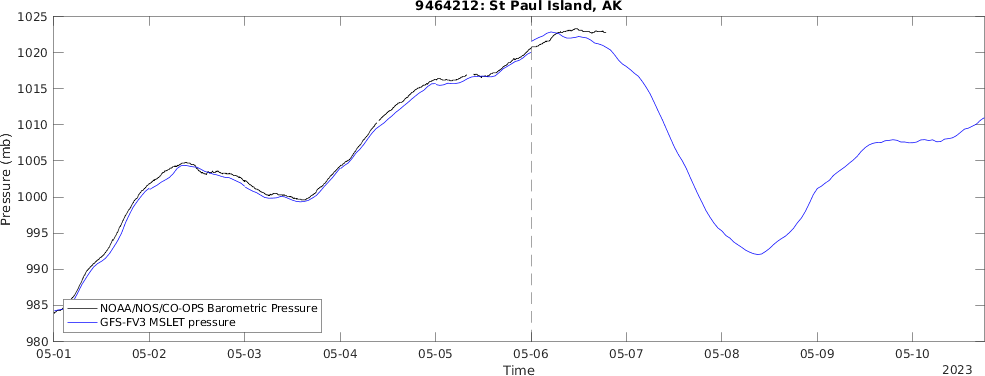 9464212: St Paul Island, AK
1025
1020
1015
1010
1005
1000
995
990
985
980
Pressure (mb)
NOAA/NOS/CO-OPS Barometric Pressure
GFS-FV3 MSLET pressure
05-01 05-02 05-03 05-04 05-05 05-06 05-07 05-08 05-09 05-10
Time
2023